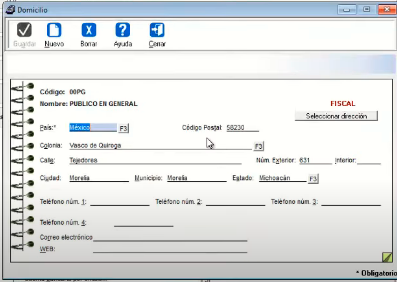 Domicilio
Guardar Nuevo Borrar Ayuda Cerrar
Código: 00PG
Nombre: PUBLICO EN GENERAL
FISCAL
Seleccionar dirección
País:* México F3 Código Postal: 58230
Colonia: Vasco de Quiroga F3
Calle: Tejedores Núm. Exterior: 631 Interior:
Ciudad: Morelia Municipio: Morelia Estado: Michoacán F3
Teléfono núm. 1: Teléfono núm. 2: Teléfono núm. 3:
Teléfono núm. 4:
Correo electrónico
WEB:
* Obligatorio